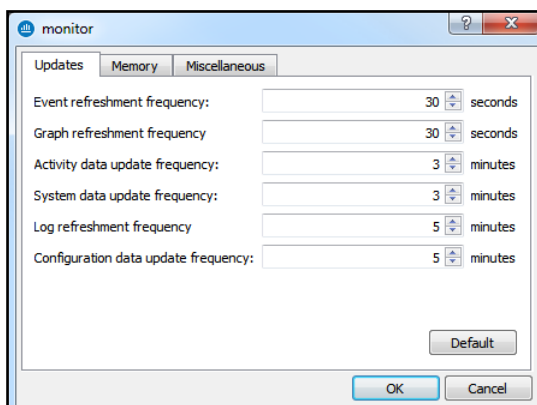 monitor
Updates Memory Miscellaneous
Event refreshment frequency: 30 seconds
Graph refreshment frequency 30 seconds
Activity data update frequency: 3 minutes
System data update frequency: 3 minutes
Log refreshment frequency 5 minutes
Configuration data update frequency: 5 minutes
Default
OK Cancel